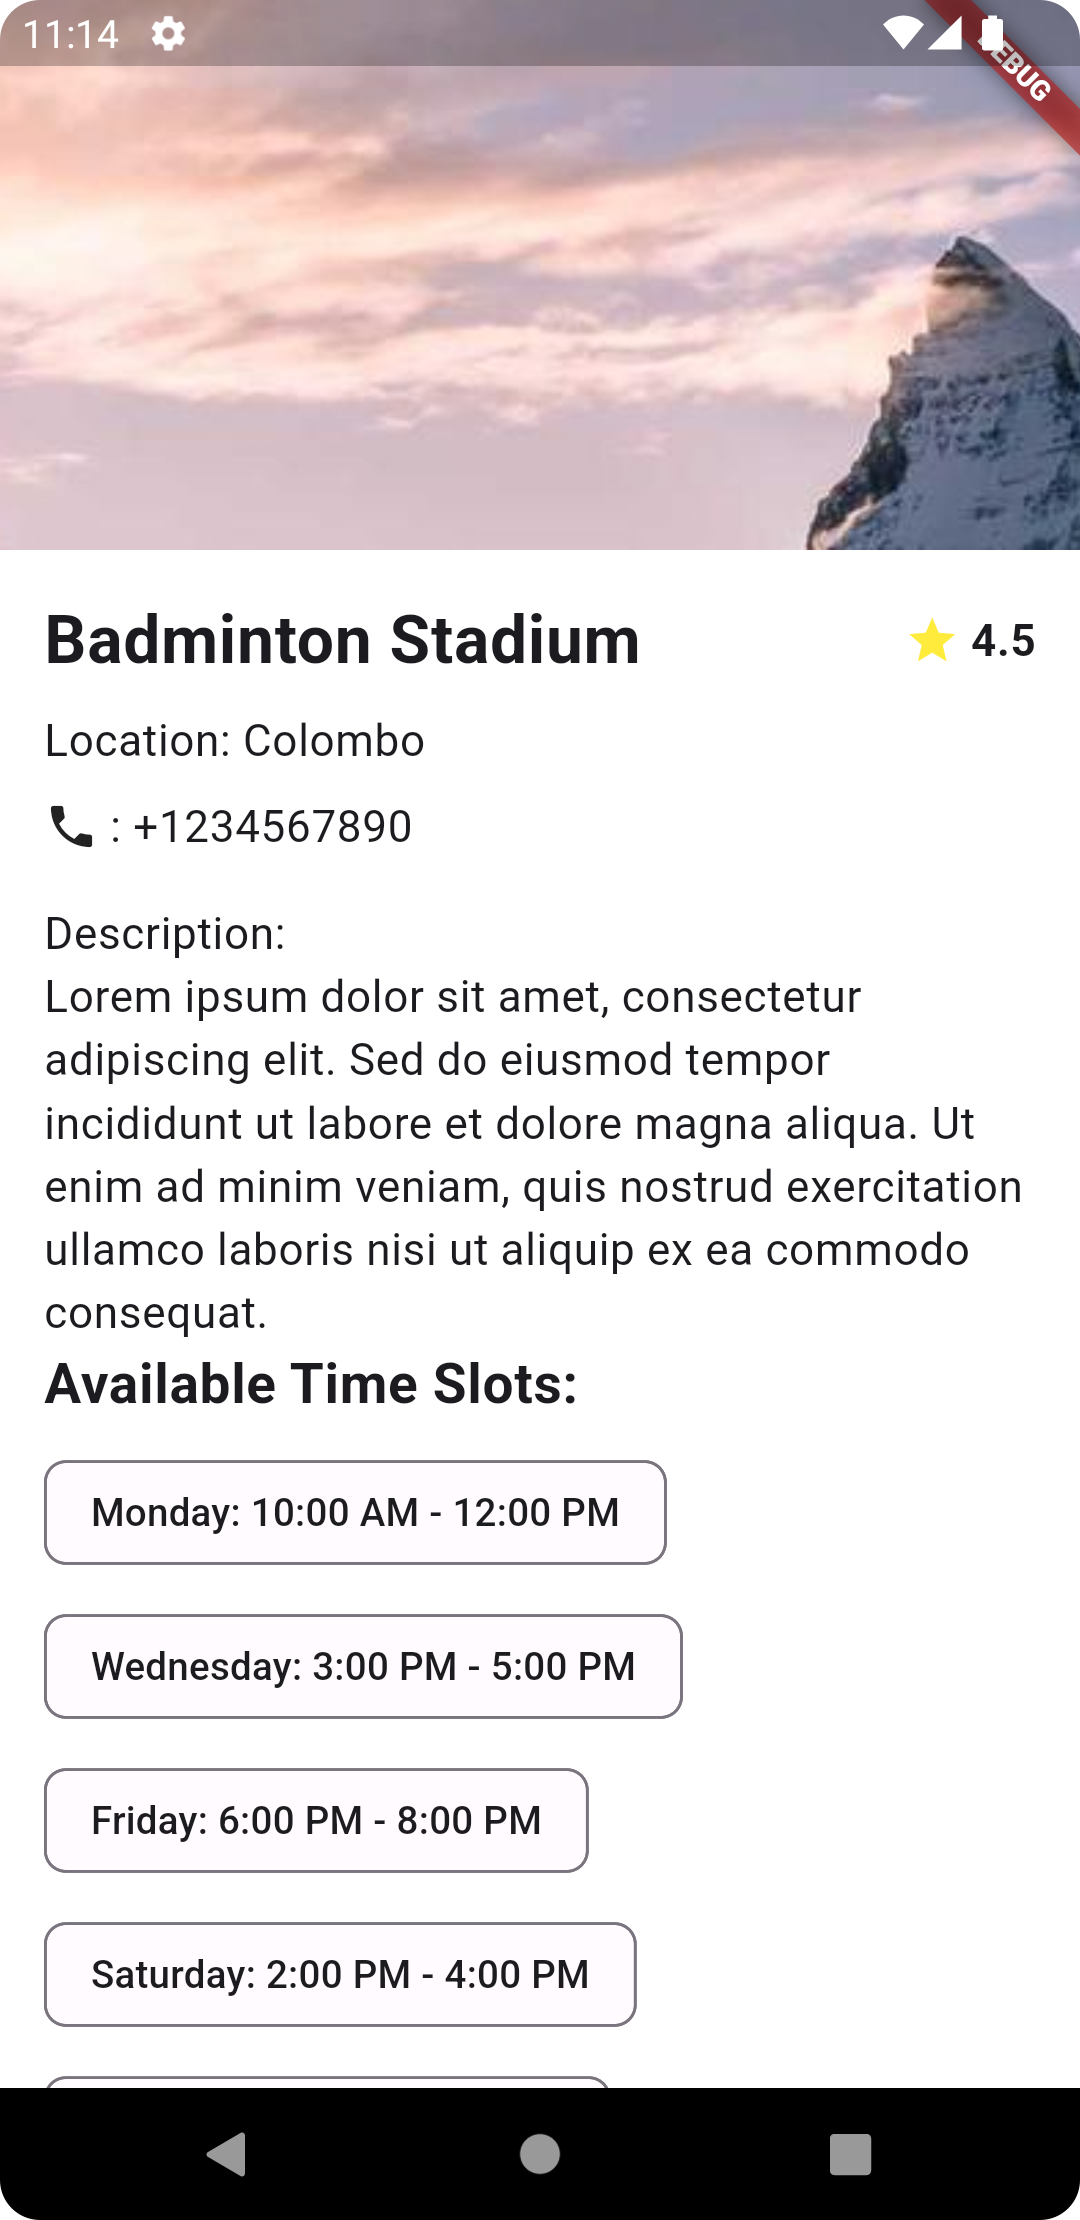 11:14
DEBUG
Badminton Stadium
4.5
Location: Colombo
: +1234567890
Description:
Lorem ipsum dolor sit amet, consectetur
adipiscing elit. Sed do eiusmod tempor
incididunt ut labore et dolore magna aliqua. Ut
enim ad minim veniam, quis nostrud exercitation
ullamco laboris nisi ut aliquip ex ea commodo
consequat.
Available Time Slots:
Monday: 10:00 AM - 12:00 PM
Wednesday: 3:00 PM - 5:00 PM
Friday: 6:00 PM - 8:00 PM
Saturday: 2:00 PM - 4:00 PM